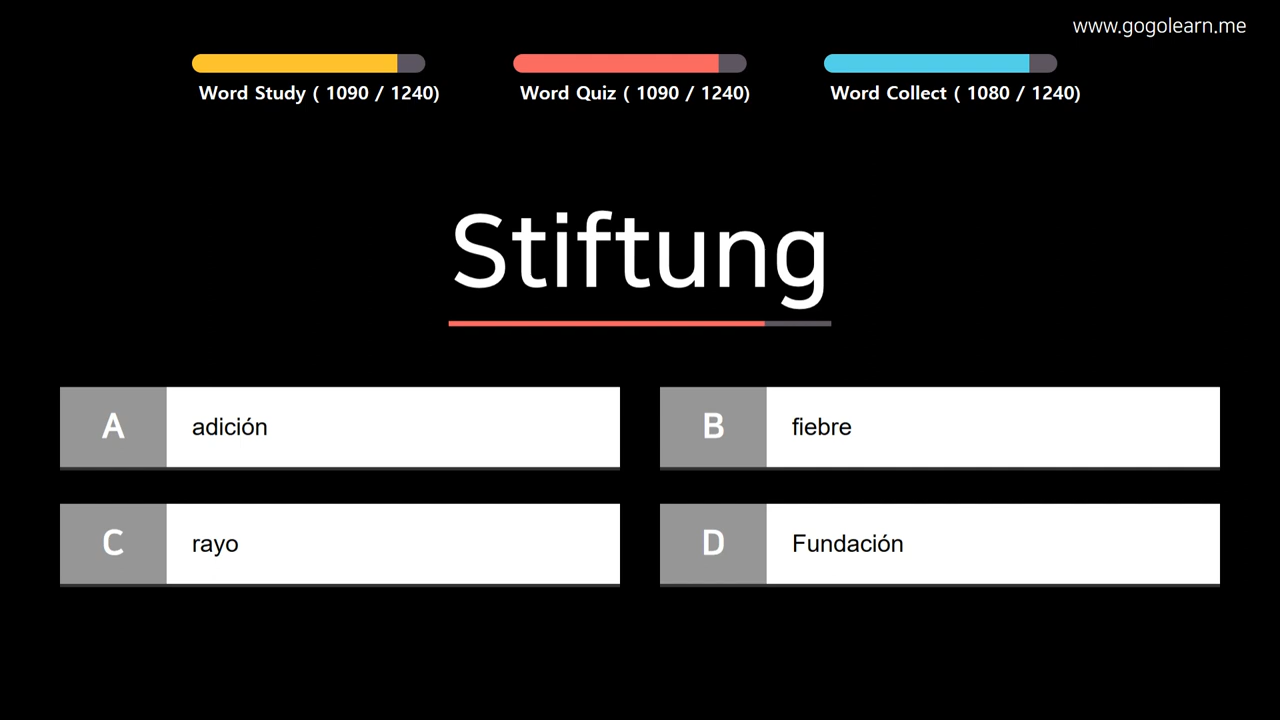 www.gogolearn.me
Word Study ( 1090 / 1240)
Word Quiz ( 1090 / 1240)
Word Collect ( 1080 / 1240)
Stiftung
A adición
B fiebre
C rayo
D Fundación